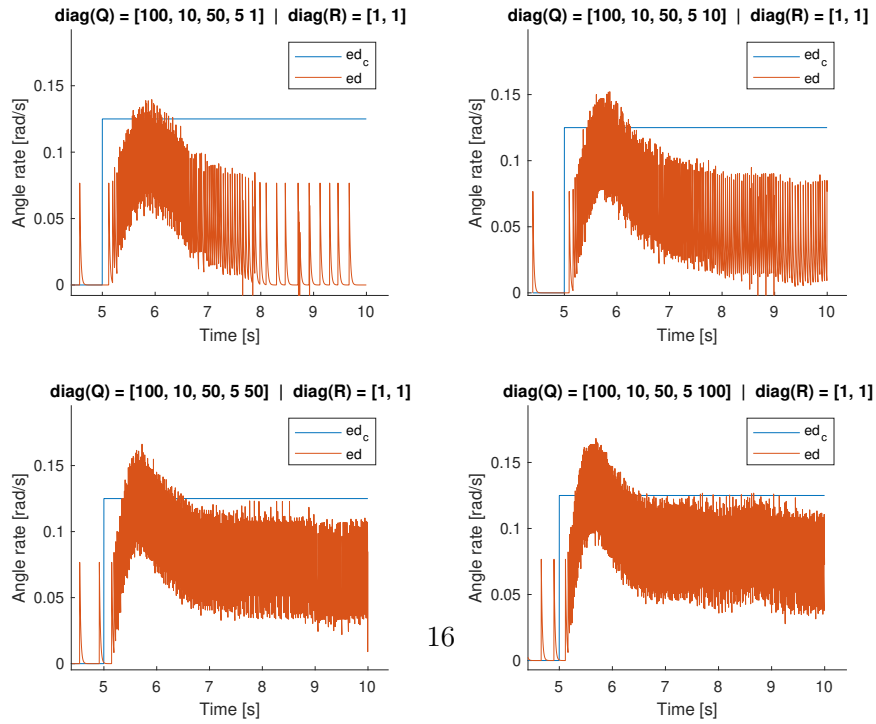 diag(Q) = [100, 10, 50, 5 1] | diag(R) = [1, 1]
ed_c
ed
0.15
0.1
0.05
0
Angle rate [rad/s]
5 6 7 8 9 10
Time [s]
diag(Q) = [100, 10, 50, 5 10] | diag(R) = [1, 1]
ed_c
ed
0.15
0.1
0.05
0
Angle rate [rad/s]
5 6 7 8 9 10
Time [s]
diag(Q) = [100, 10, 50, 5 50] | diag(R) = [1, 1]
ed_c
ed
0.15
0.1
0.05
0
Angle rate [rad/s]
5 6 7 8 9 10
Time [s]
diag(Q) = [100, 10, 50, 5 100] | diag(R) = [1, 1]
ed_c
ed
0.15
0.1
0.05
0
Angle rate [rad/s]
5 6 7 8 9 10
Time [s]
16